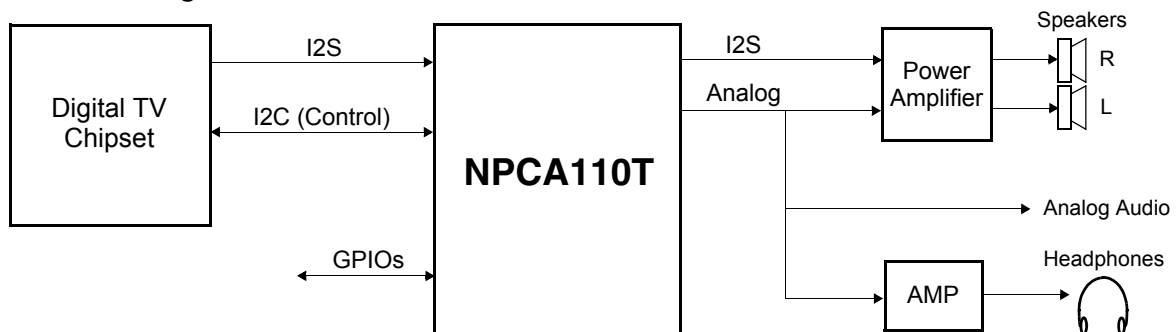 Speakers
I2S
I2S
R
Power
Amplifier
Digital TV
Chipset
Analog
L
I2C (Control)
NPCA110T
Analog Audio
GPIOs
Headphones
AMP